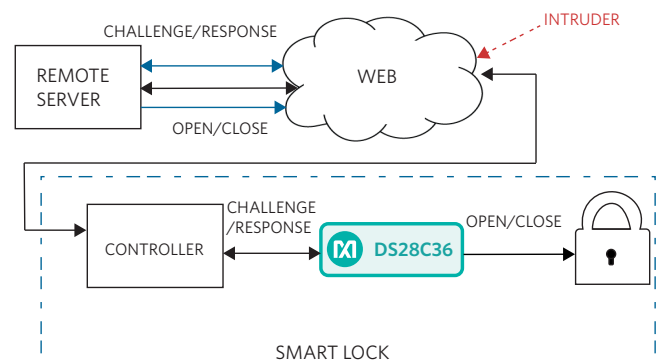 CHALLENGE/RESPONSE
INTRUDER
REMOTE
SERVER
WEB
OPEN/CLOSE
CHALLENGE
/RESPONSE
OPEN/CLOSE
CONTROLLER
DS28C36
SMART LOCK